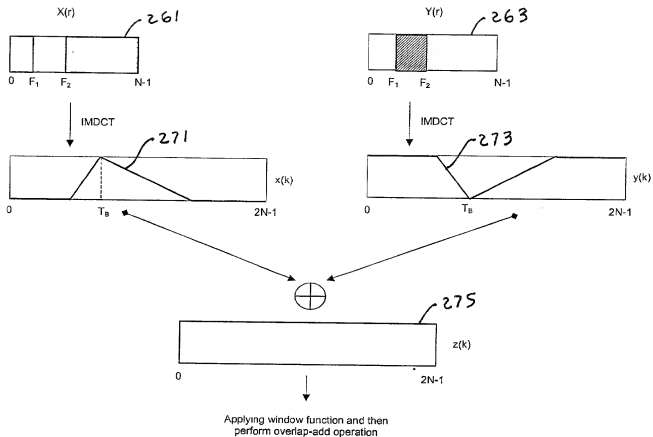 X(r)
261
0 F1 F2 N-1
IMDCT
271
x(k)
0 TB 2N-1
Y(r)
263
0 F1 F2 N-1
IMDCT
273
y(k)
0 TB 2N-1
275
z(k)
0 2N-1
Applying window function and then
perform overlap-add operation